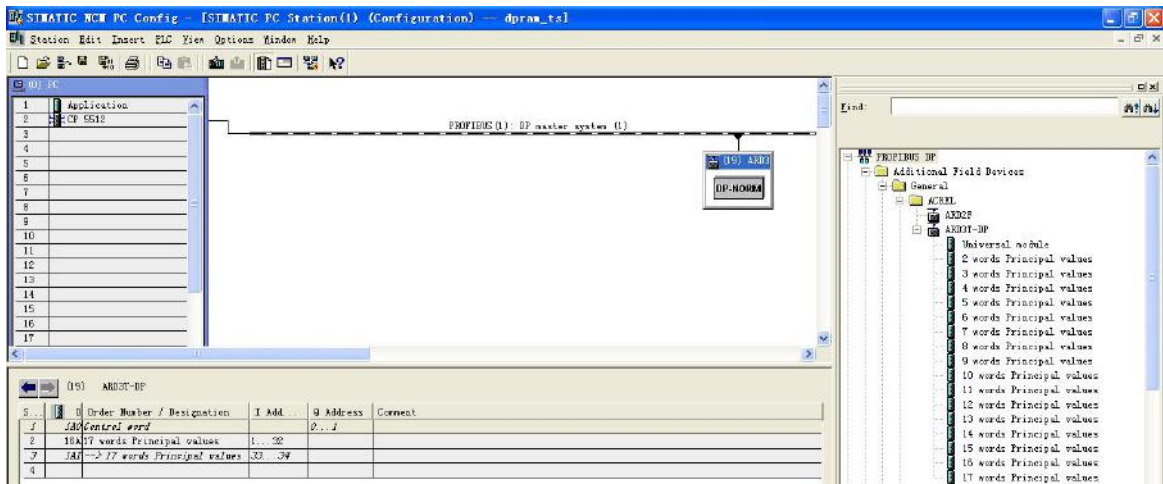 SIMATIC NCM PC Config - [SIMATIC PC Station(1) (Configuration) -- dpram_ts]
Station Edit Insert PLC View Options Window Help
(0) PC
1 Application
2 CP 5512
3
4
5
6
7
8
9
10
11
12
13
14
15
16
17
PROFIBUS(1): DP master system (1)
(19) ARD3
DP-NORM
Find:
PROFIBUS DP
Additional Field Devices
General
ACREL
ARD2F
ARD3T-DP
Universal module
2 words Principal values
3 words Principal values
4 words Principal values
5 words Principal values
6 words Principal values
7 words Principal values
8 words Principal values
9 words Principal values
10 words Principal values
11 words Principal values
12 words Principal values
13 words Principal values
14 words Principal values
15 words Principal values
16 words Principal values
17 words Principal values
(19) ARD3T-DP
S... D Order Number / Designation I Add... Q Address Comment
1 Control word 0...1
2 17 words Principal values 1...32
3 --> 17 words Principal values 33...34
4